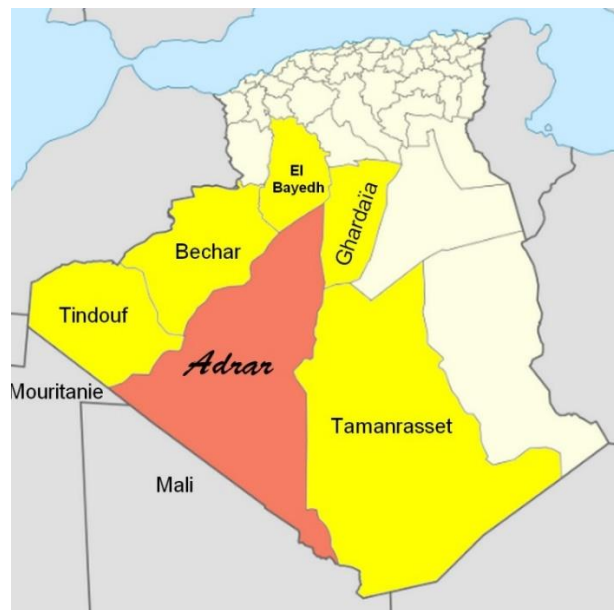 El
Bayedh
Ghardaïa
Bechar
Tindouf
Adrar
Mouritanie
Tamanrasset
Mali